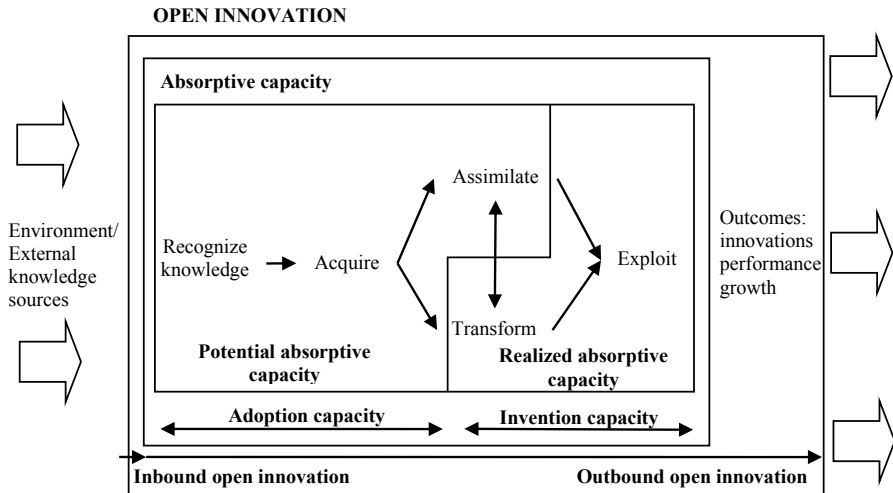 OPEN INNOVATION
Absorptive capacity
Environment/
External
knowledge
sources
Recognize
knowledge
Acquire
Assimilate
Transform
Exploit
Outcomes:
innovations
performance
growth
Potential absorptive
capacity
Realized absorptive
capacity
Adoption capacity
Invention capacity
Inbound open innovation
Outbound open innovation